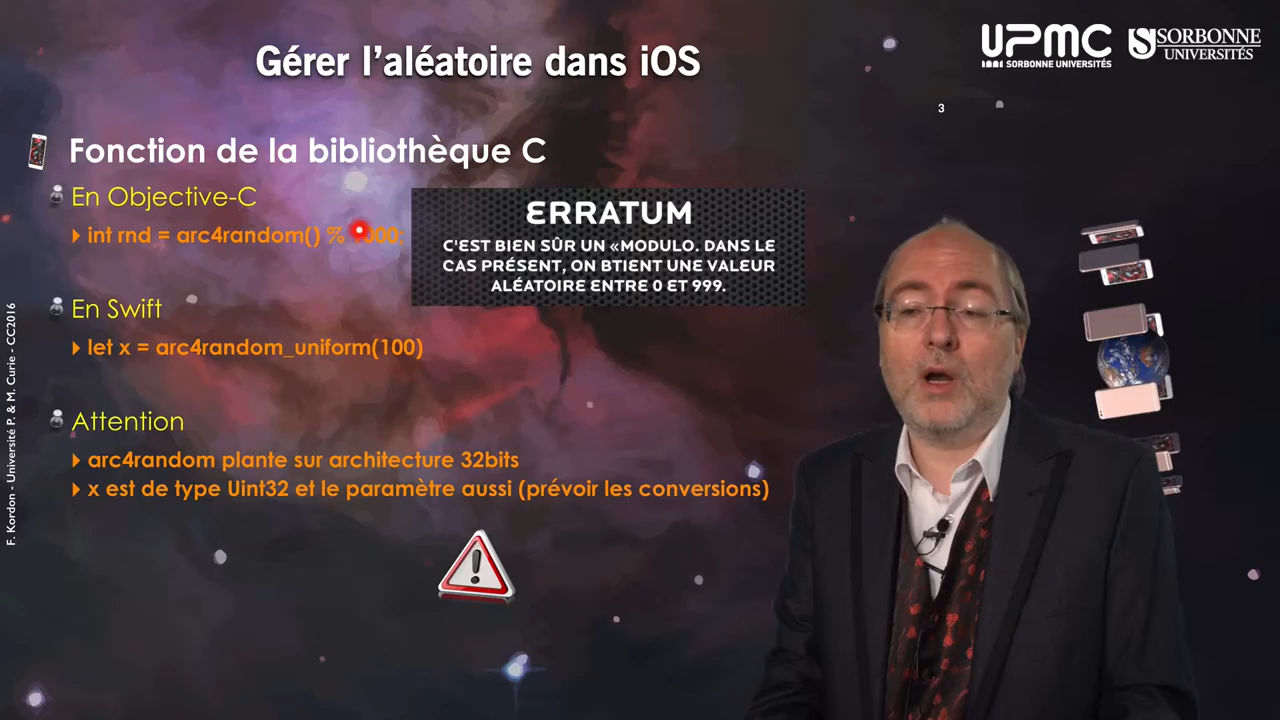 Gérer l'aléatoire dans iOS
UPMC
SORBONNE UNIVERSITÉS
SORBONNE
UNIVERSITÉS
3
Fonction de la bibliothèque C
En Objective-C
int rnd = arc4random() % 1000;
ERRATUM
C'EST BIEN SÛR UN «MODULO. DANS LE
CAS PRÉSENT, ON BTIENT UNE VALEUR
ALÉATOIRE ENTRE 0 ET 999.
En Swift
let x = arc4random_uniform(100)
Attention
arc4random plante sur architecture 32bits
x est de type Uint32 et le paramètre aussi (prévoir les conversions)
F. Kordon - Université P. & M. Curie - CC2016